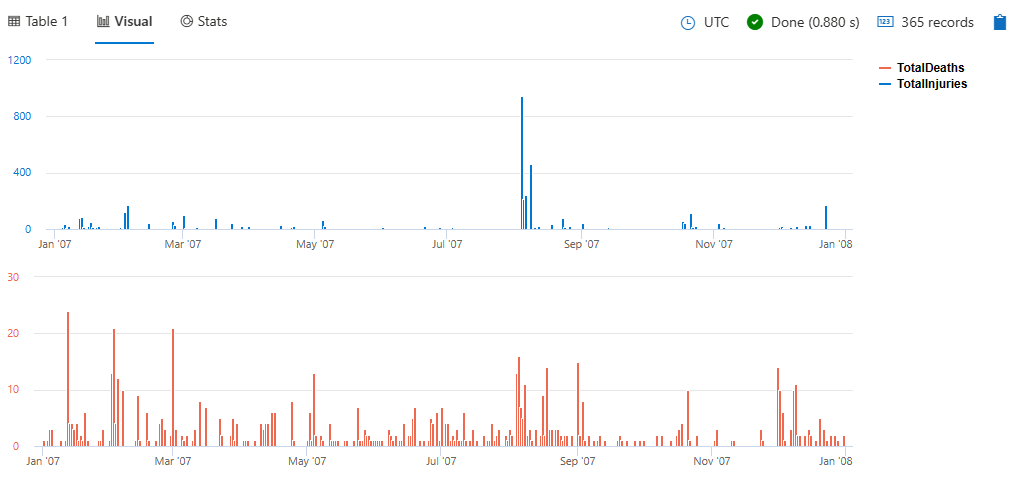 Table 1 Visual Stats UTC Done (0.880 s) 123 365 records
TotalDeaths
TotalInjuries
1200
800
400
0
Jan '07 Mar '07 May '07 Jul '07 Sep '07 Nov '07 Jan '08
30
20
10
0
Jan '07 Mar '07 May '07 Jul '07 Sep '07 Nov '07 Jan '08